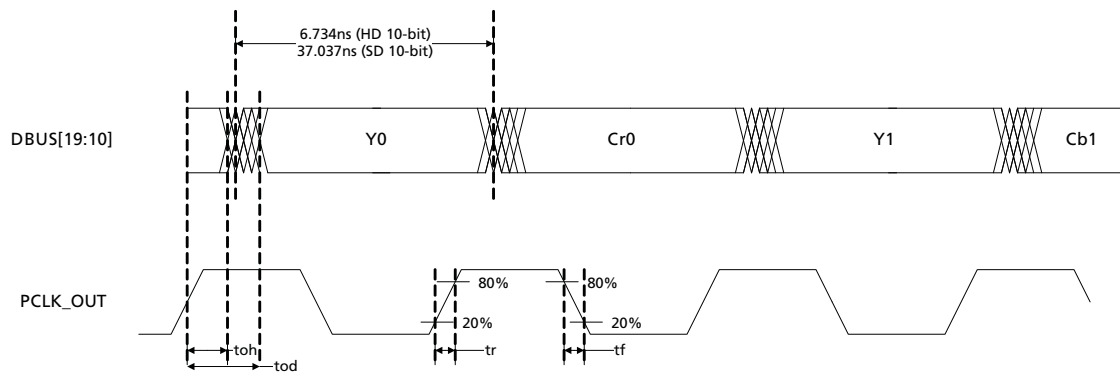 6.734ns (HD 10-bit)
37.037ns (SD 10-bit)
DBUS[19:10]
Y0
Cr0
Y1
Cb1
PCLK_OUT
80%
80%
20%
20%
toh
tr
tf
tod